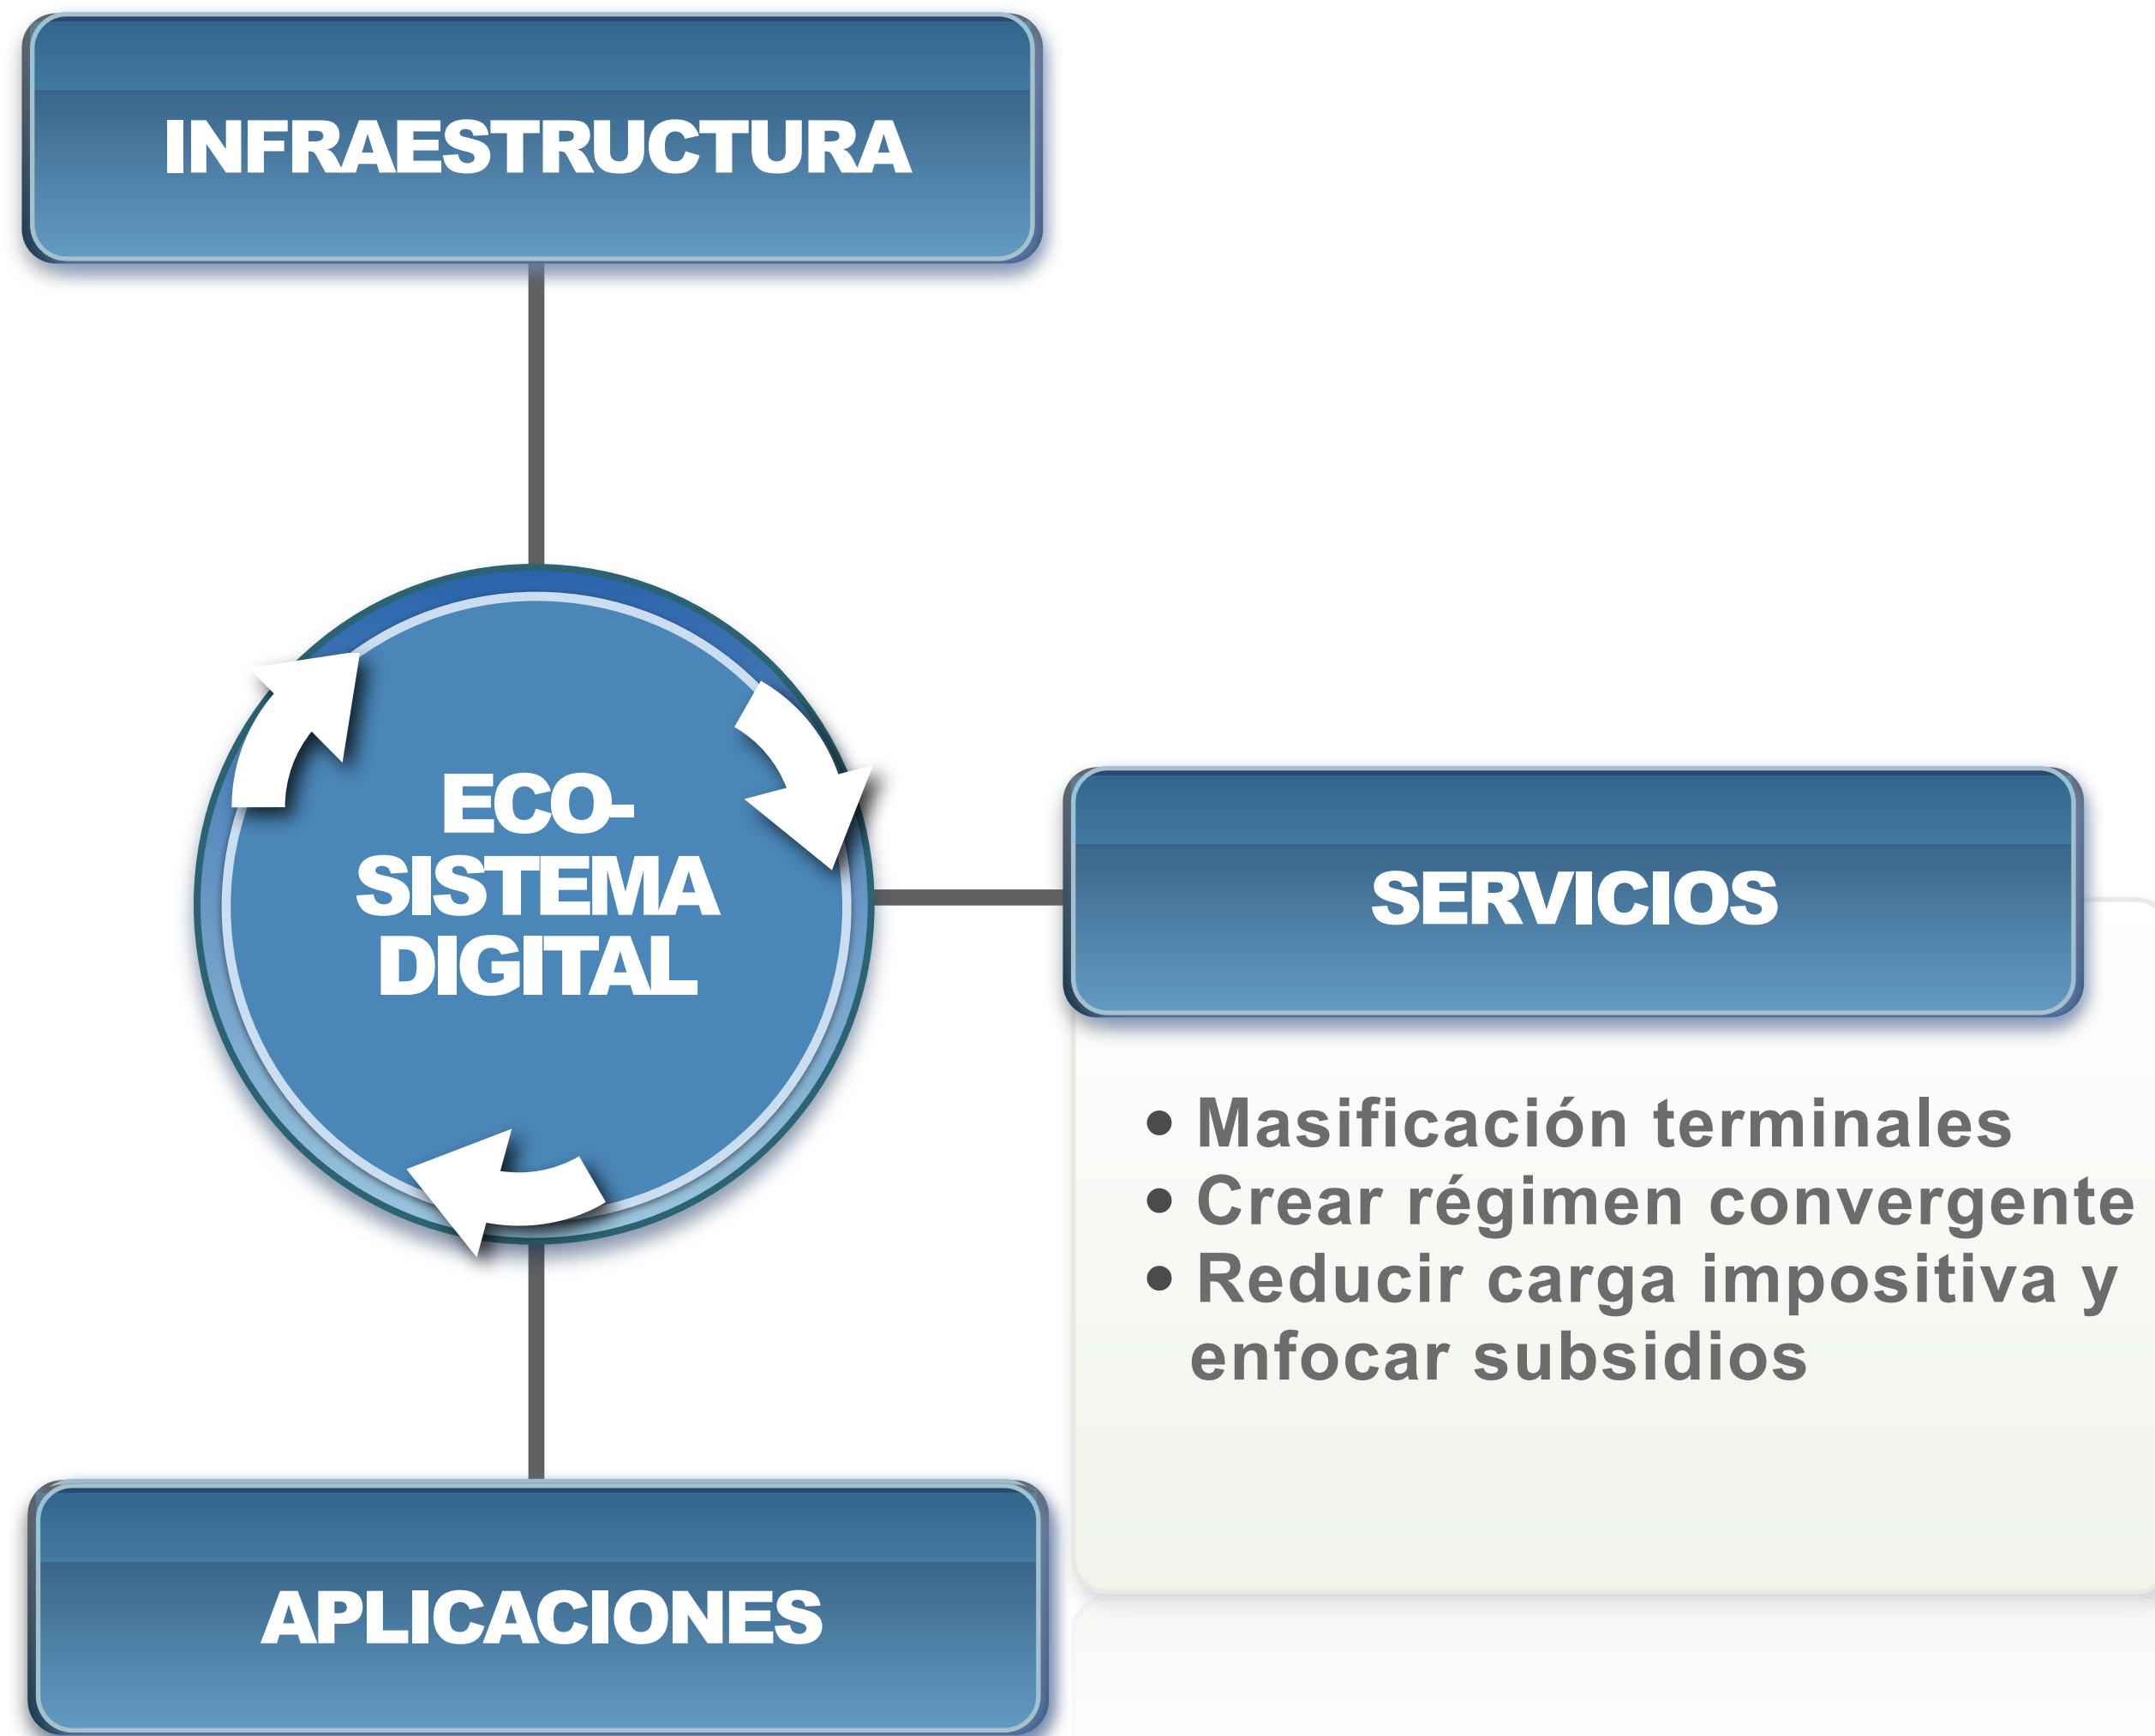 INFRAESTRUCTURA
ECO-
SISTEMA
DIGITAL
SERVICIOS
• Masificación terminales
• Crear régimen convergente
• Reducir carga impositiva y
enfocar subsidios
APLICACIONES